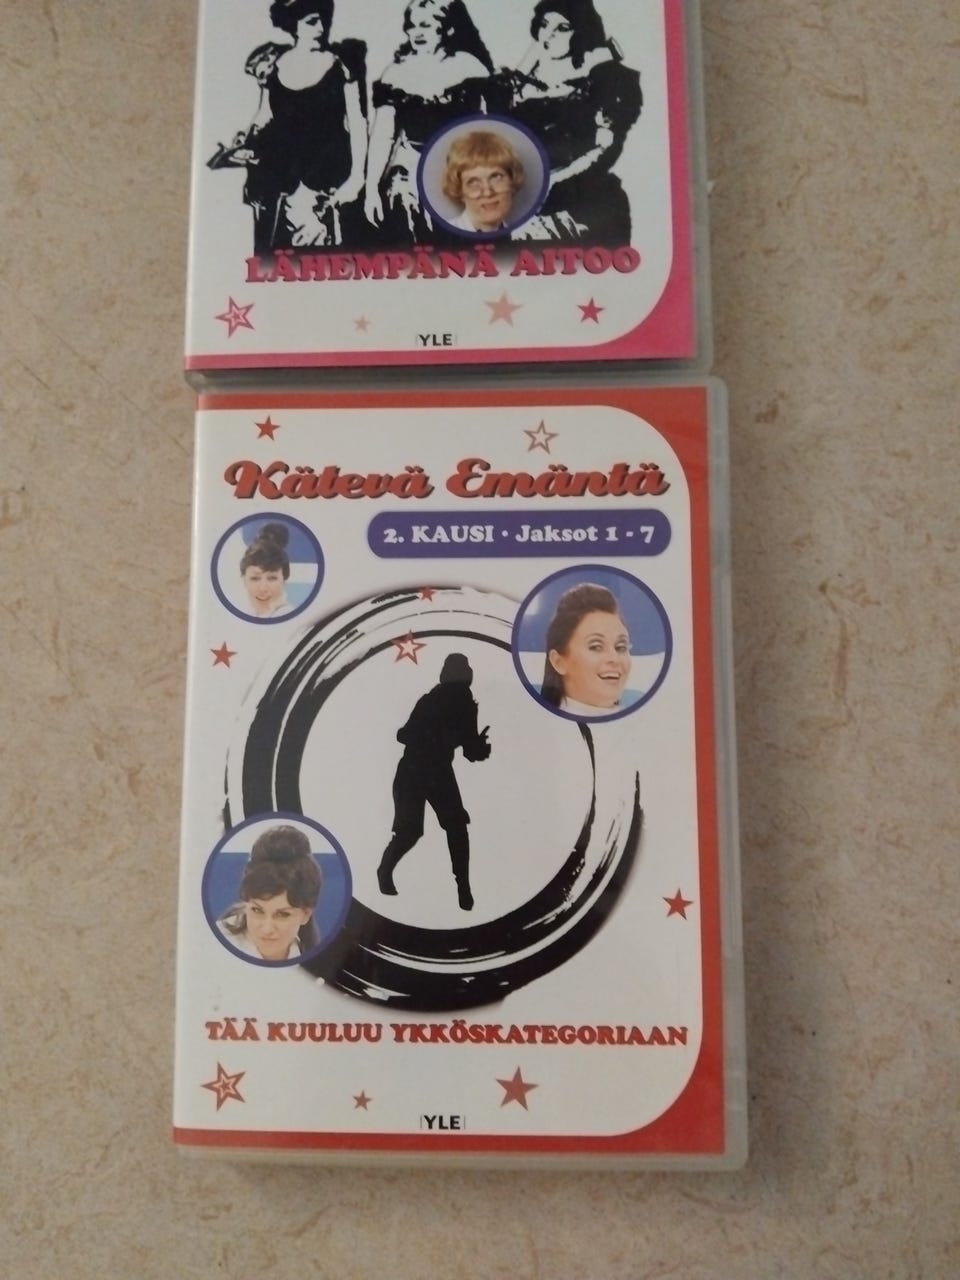 LÄHEMPÄNÄ AITOO
YLE
Kätevä Emäntä
2. KAUSI • Jaksot 1 - 7
TÄÄ KUULUU YKKÖSKATEGORIAAN
YLE